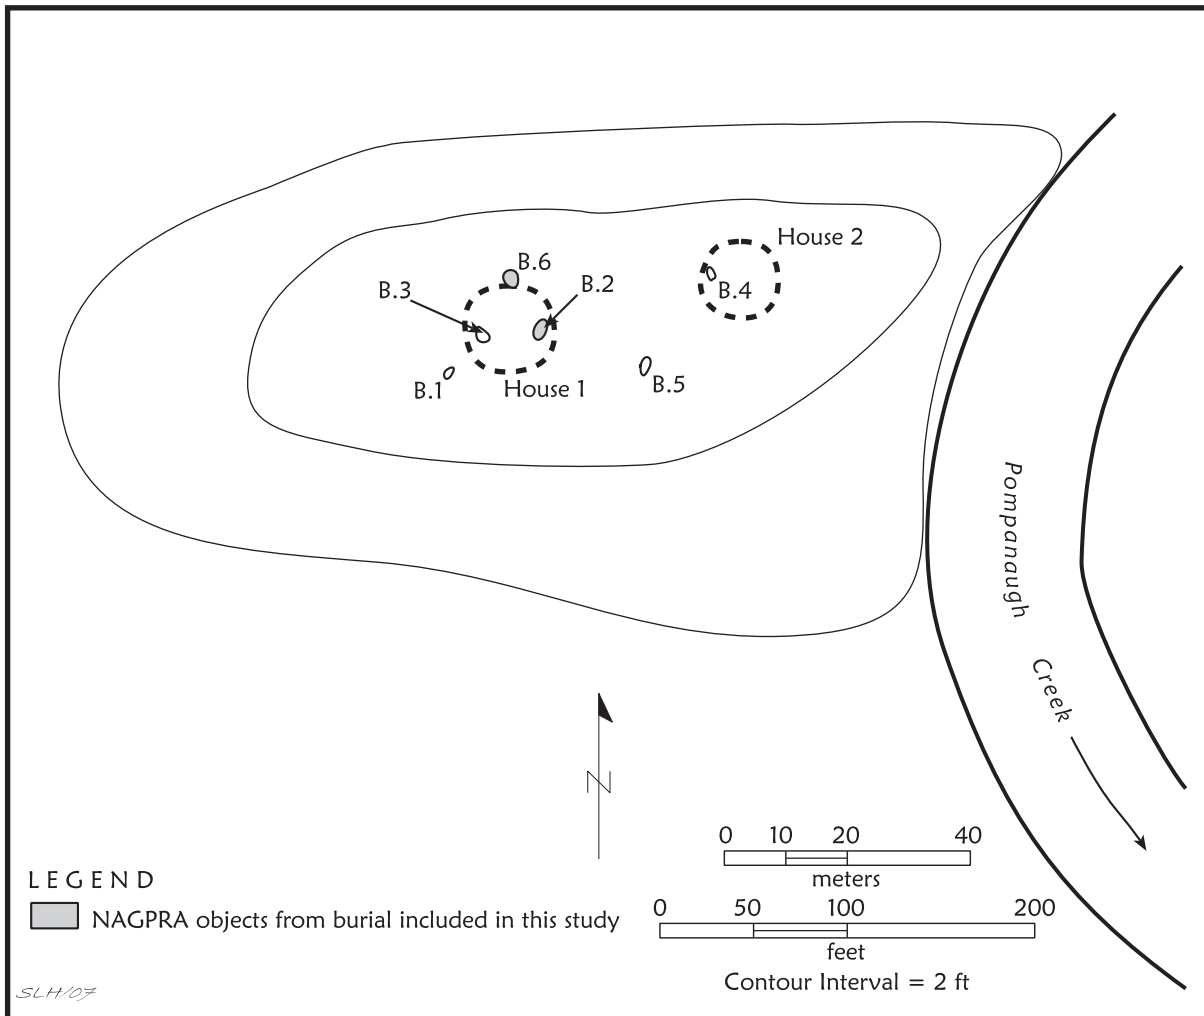 House 2
B.6
B.3
B.2
B.4
B.1
House 1
B.5
Pompanaugh
Creek
N
0 10 20 40
meters
LEGEND
NAGPRA objects from burial included in this study
0 50 100 200
feet
Contour Interval = 2 ft
SLH/07